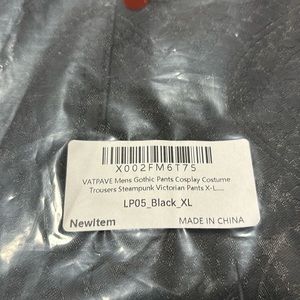 X002FM6T75
VATPAVE Mens Gothic Pants Cosplay Costume
Trousers Steampunk Victorian Pants X-L....
LP05_Black_XL
NewItem MADE IN CHINA